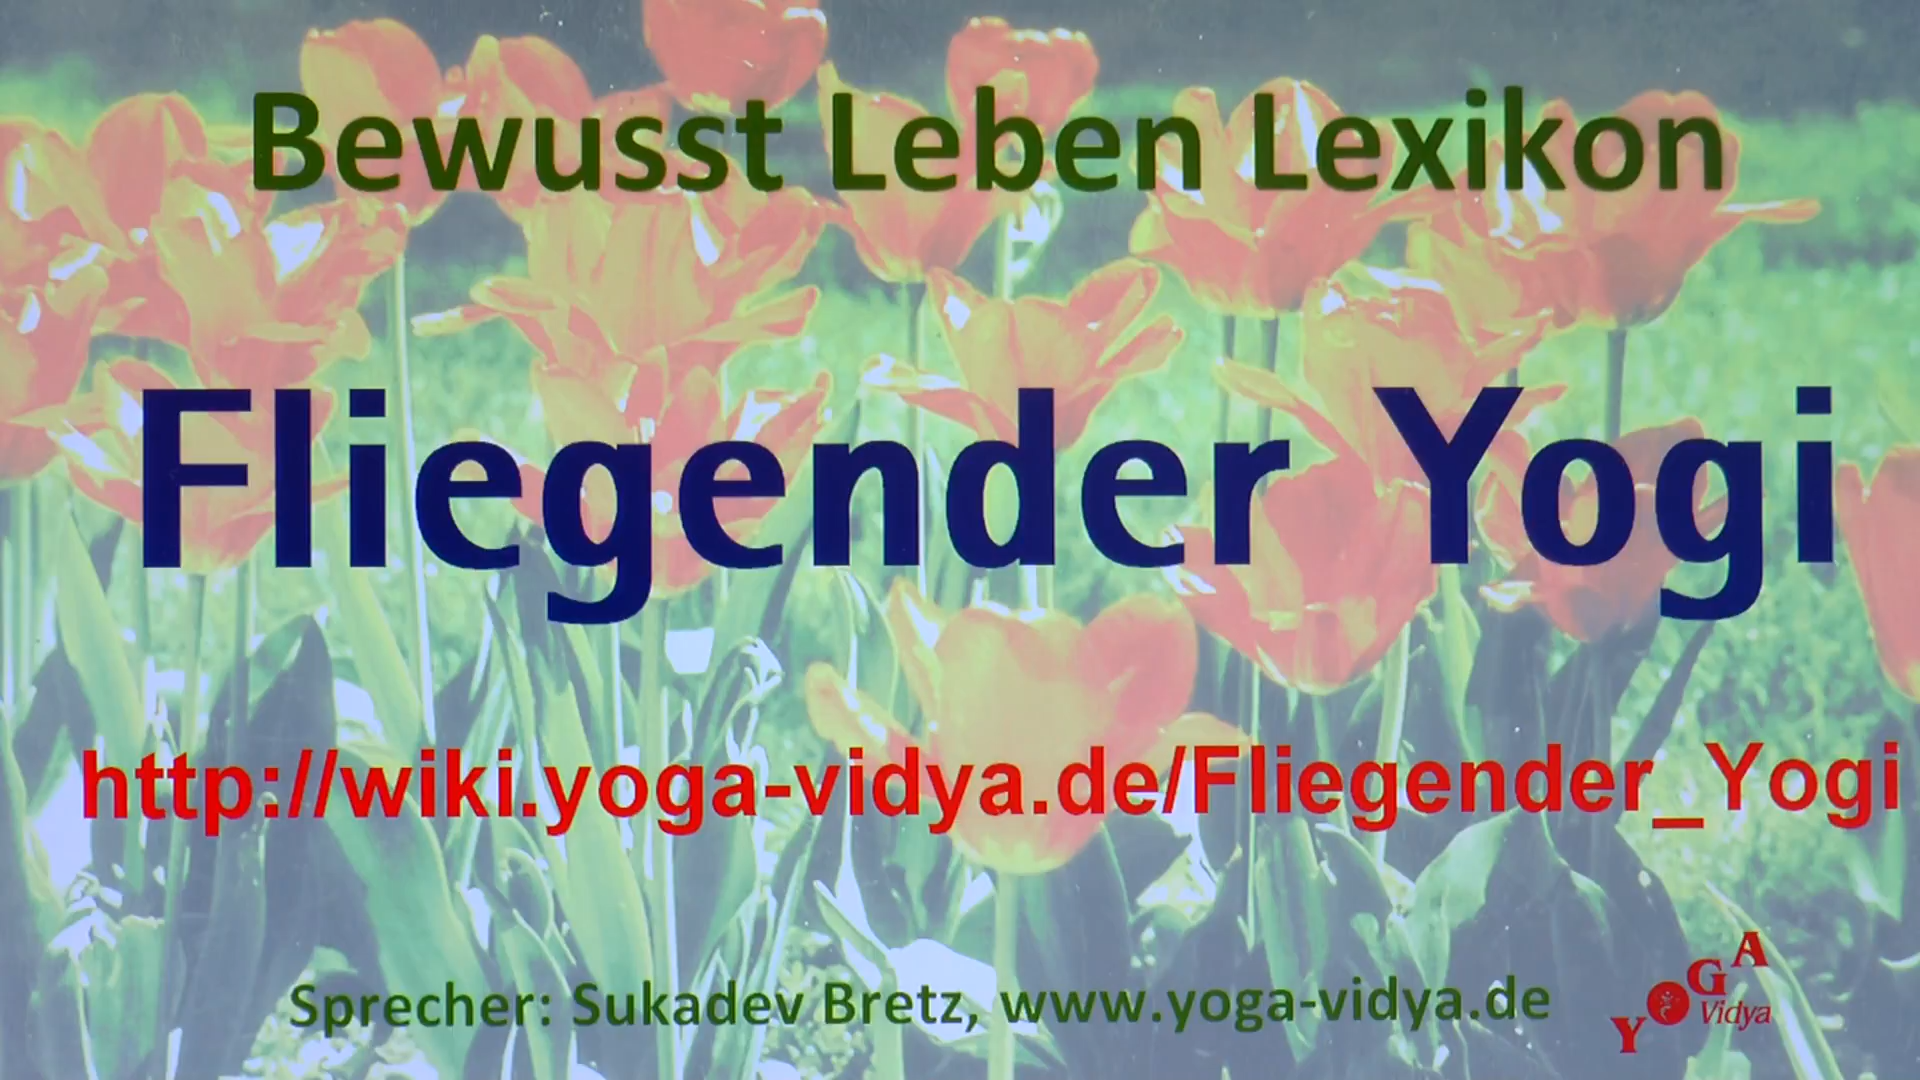 Bewusst Leben Lexikon
Fliegender Yogi
http://wiki.yoga-vidya.de/Fliegender_Yogi
Sprecher: Sukadev Bretz, www.yoga-vidya.de
YOGA
Vidya